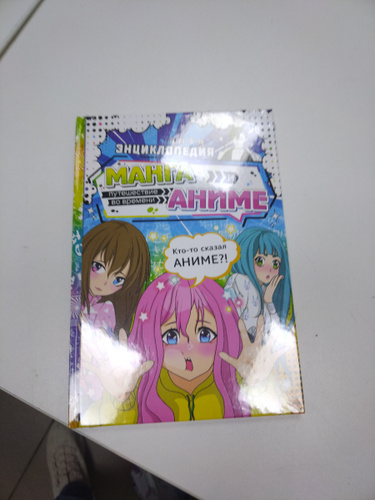 ЭНЦИКЛОПЕДИЯ
МАНГА
путешествие
во времени
АНИМЕ
Кто-то сказал
АНИМЕ?!